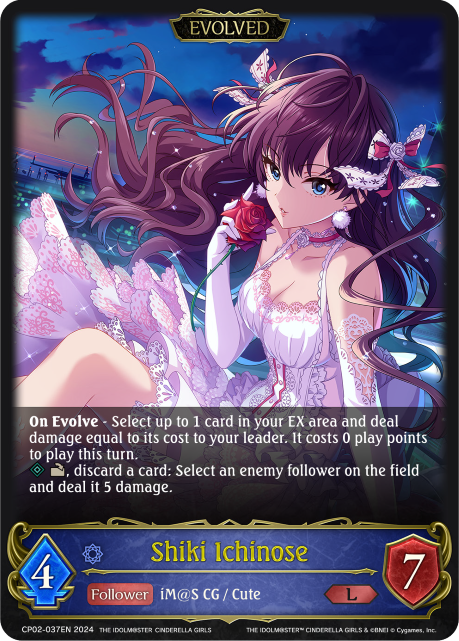 EVOLVED
On Evolve - Select up to 1 card in your EX area and deal
damage equal to its cost to your leader. It costs 0 play points
to play this turn.
, discard a card: Select an enemy follower on the field
and deal it 5 damage.
4
Shiki Ichinose
7
Follower iM@S CG / Cute
L
CP02-037EN 2024 THE IDOLM@STER CINDERELLA GIRLS THE IDOLM@STER™ CINDERELLA GIRLS & ©BNEI © Cygames, Inc.